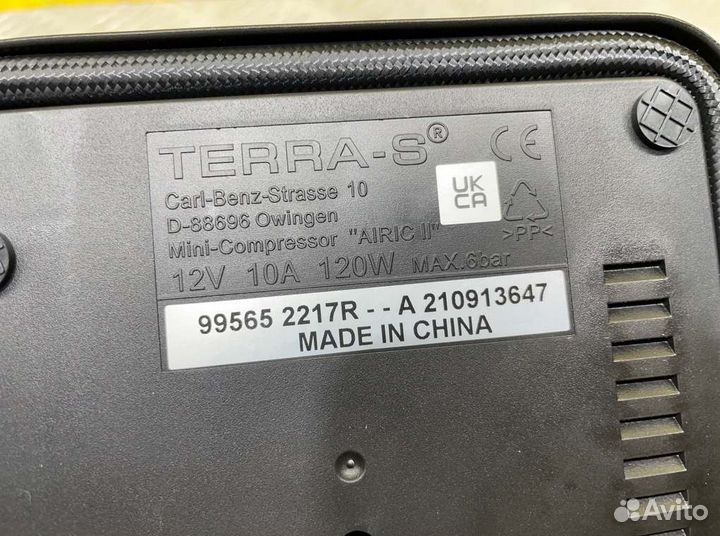 TERRA-S®
CE
Carl-Benz-Strasse 10
D-88696 Owingen
UK
CA
Mini-Compressor "AIRIC II"
>PP<
12V 10A 120W MAX.6bar
99565 2217R - - A 210913647
MADE IN CHINA
Avito